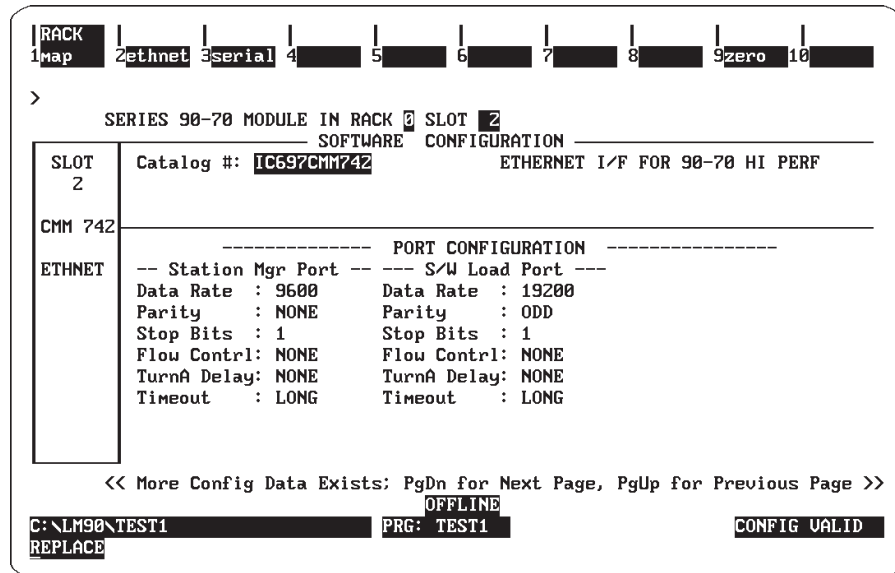 RACK
1map 2ethnet 3serial 4 5 6 7 8 9zero 10
>
SERIES 90-70 MODULE IN RACK 0 SLOT 2
SOFTWARE CONFIGURATION
SLOT Catalog #: IC697CMM742 ETHERNET I/F FOR 90-70 HI PERF
2
CMM 742
-------------- PORT CONFIGURATION ----------------
ETHNET -- Station Mgr Port -- --- S/W Load Port ---
Data Rate : 9600 Data Rate : 19200
Parity : NONE Parity : ODD
Stop Bits : 1 Stop Bits : 1
Flow Contrl: NONE Flow Contrl: NONE
TurnA Delay: NONE TurnA Delay: NONE
Timeout : LONG Timeout : LONG
<< More Config Data Exists; PgDn for Next Page, PgUp for Previous Page >>
OFFLINE
C:\LM90\TEST1 PRG: TEST1 CONFIG VALID
REPLACE